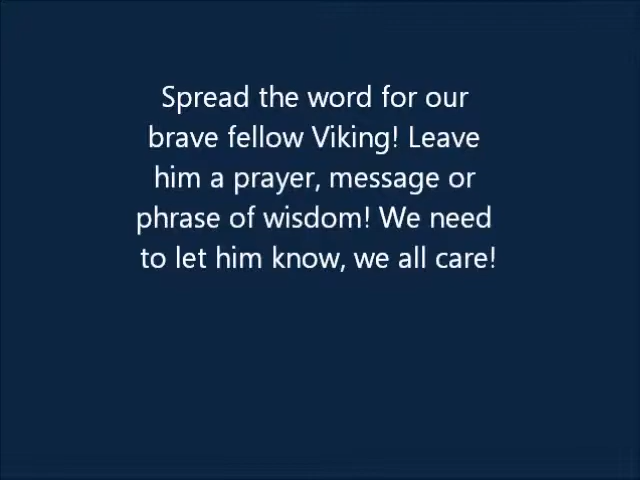 Spread the word for our
brave fellow Viking! Leave
him a prayer, message or
phrase of wisdom! We need
to let him know, we all care!